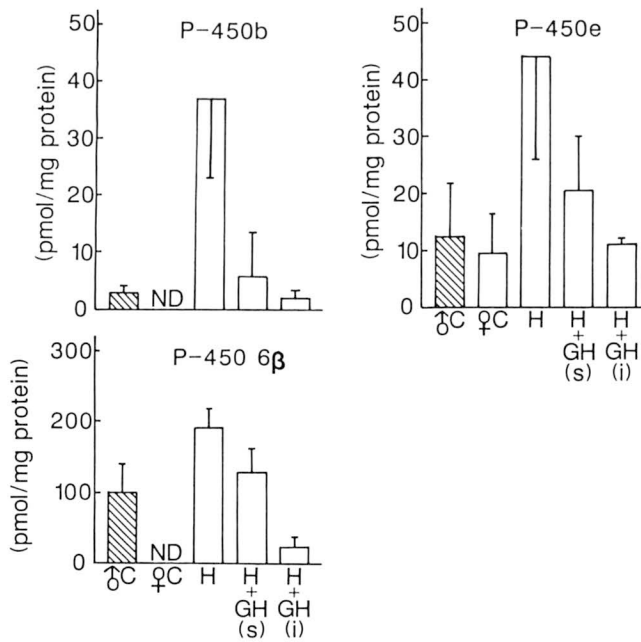 P-450b
(pmol/mg protein)
50
40
30
20
10
0
ND
P-450e
(pmol/mg protein)
50
40
30
20
10
0
♂C ♀C H H H
+ +
GH GH
(s) (i)
P-450 6β
(pmol/mg protein)
300
200
100
0
ND
♂C ♀C H H H
+ +
GH GH
(s) (i)